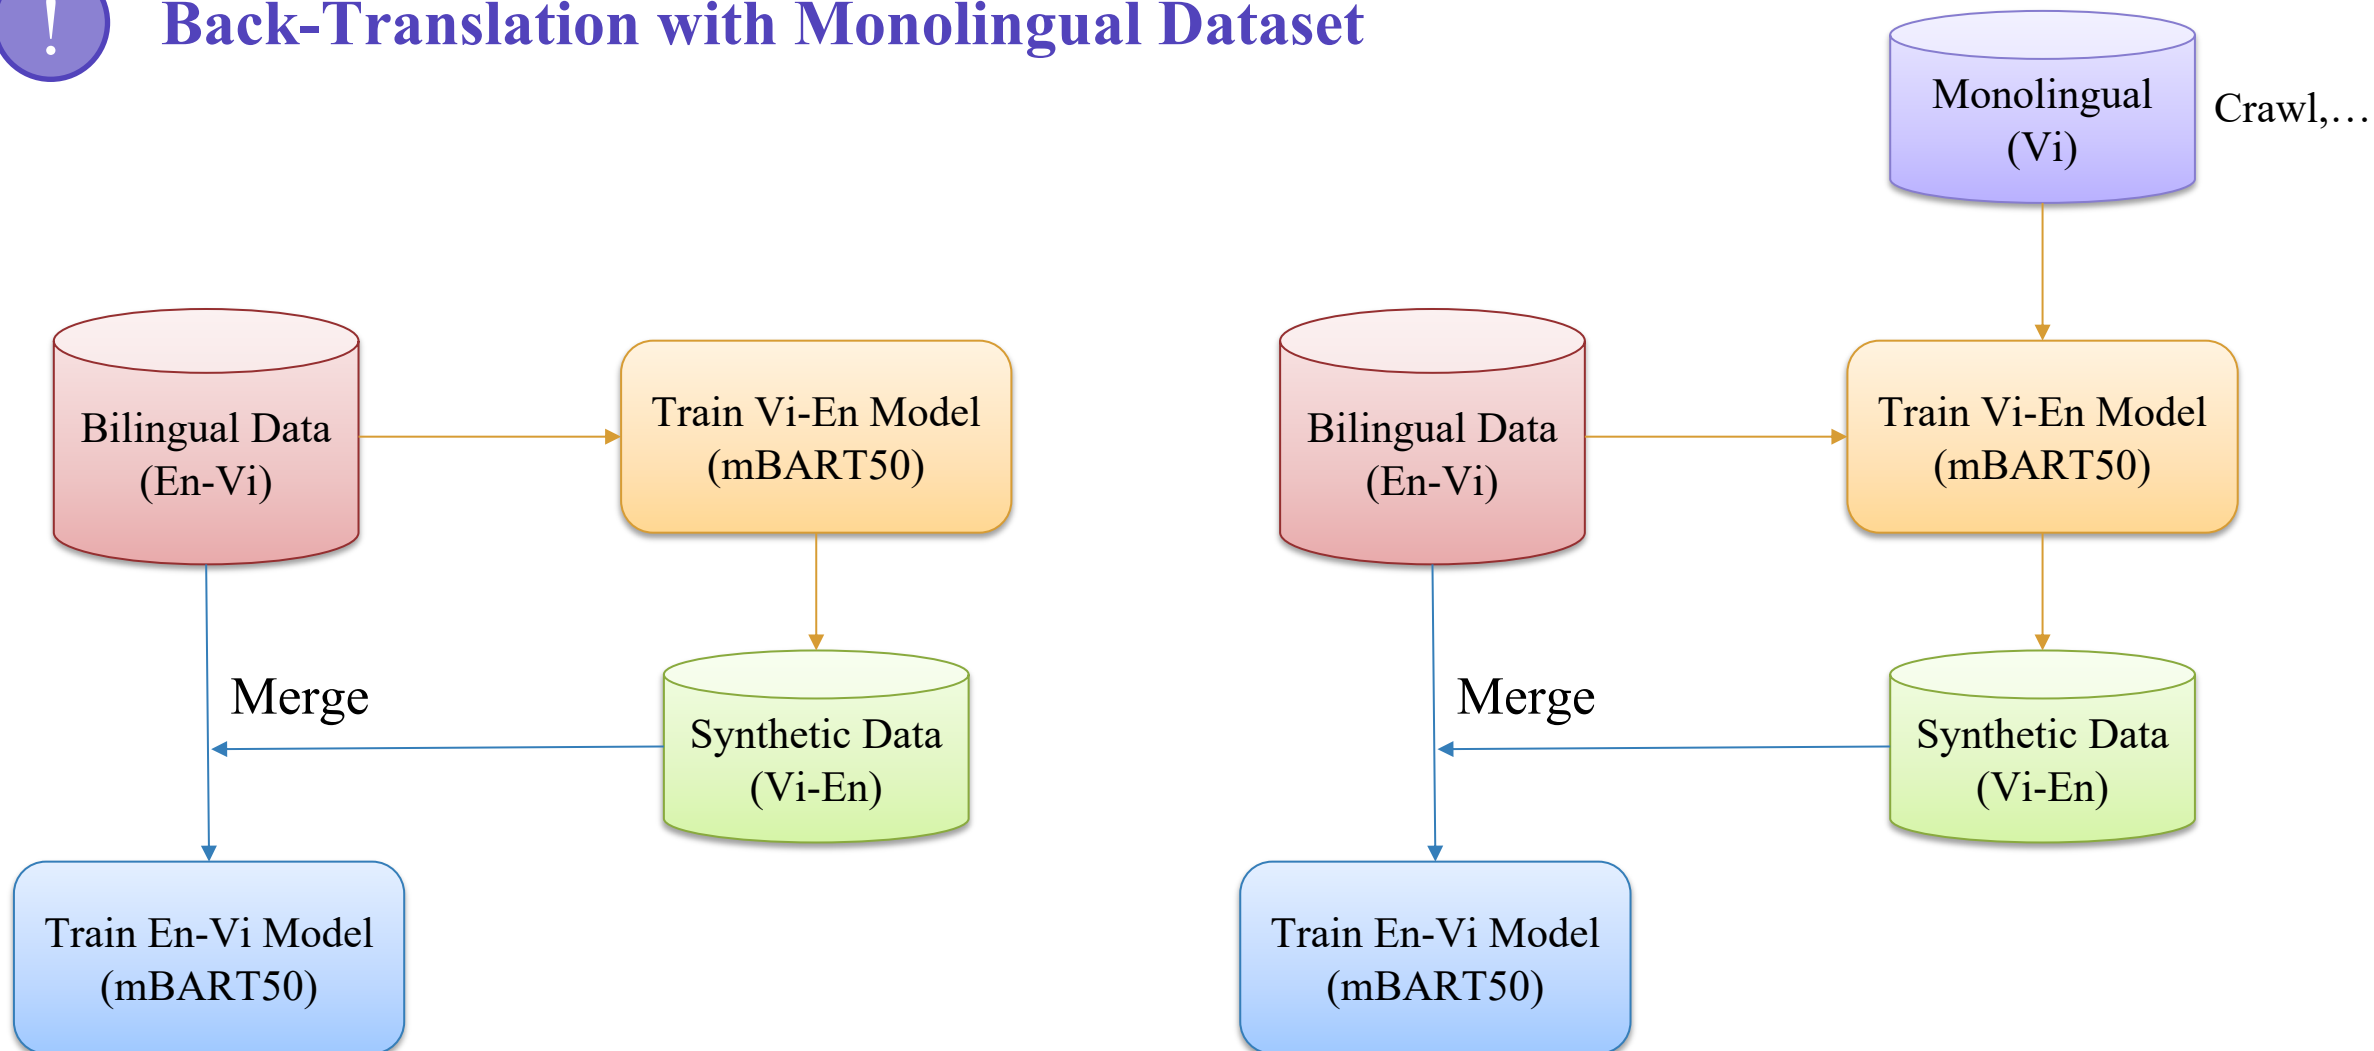 !
Back-Translation with Monolingual Dataset
Monolingual
(Vi)
Crawl,…
Bilingual Data
(En-Vi)
Train Vi-En Model
(mBART50)
Merge
Synthetic Data
(Vi-En)
Train En-Vi Model
(mBART50)
Bilingual Data
(En-Vi)
Train Vi-En Model
(mBART50)
Merge
Synthetic Data
(Vi-En)
Train En-Vi Model
(mBART50)